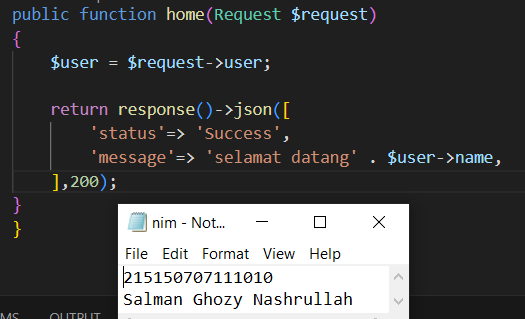 public function home(Request $request)
{
$user = $request->user;
return response()->json([
'status'=> 'Success',
'message'=> 'selamat datang' . $user->name,
],200);
}
}
nim - Not...
File Edit Format View Help
215150707111010
Salman Ghozy Nashrullah
OUTPUT